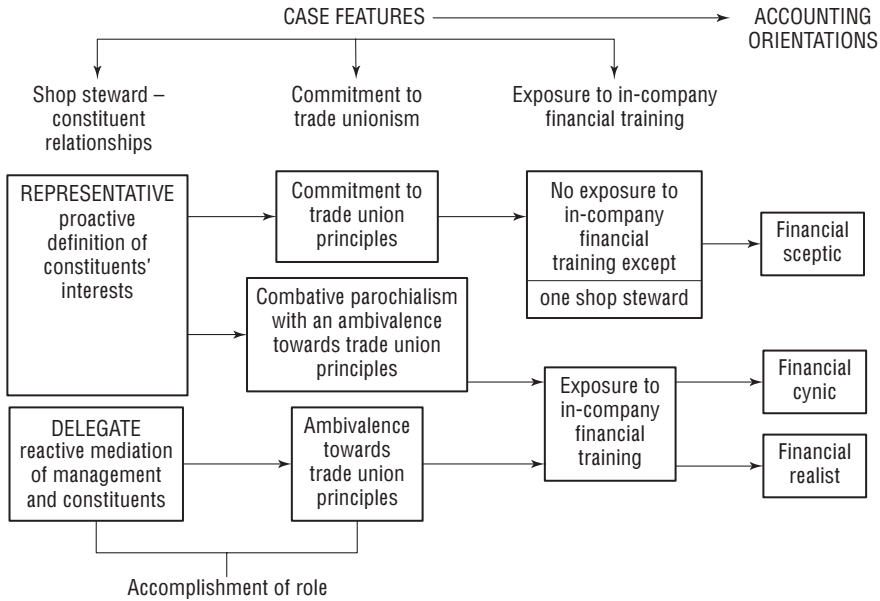 CASE FEATURES
ACCOUNTING
ORIENTATIONS
Shop steward –
constituent
relationships
Commitment to
trade unionism
Exposure to in-company
financial training
REPRESENTATIVE
proactive
definition of
constituents'
interests
Commitment to
trade union
principles
No exposure to
in-company
financial
training except
one shop steward
Financial
sceptic
Combative parochialism
with an ambivalence
towards trade union
principles
Exposure to
in-company
financial
training
Financial
cynic
DELEGATE
reactive mediation
of management
and constituents
Ambivalence
towards
trade union
principles
Financial
realist
Accomplishment of role